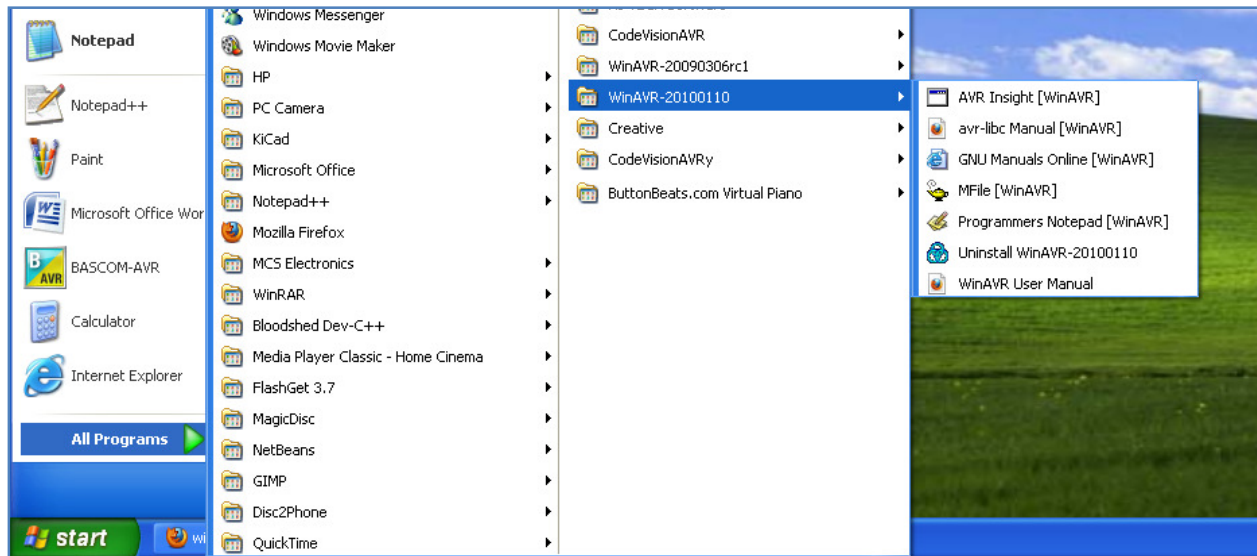 Notepad
Notepad++
Paint
Microsoft Office Wor
BASCOM-AVR
B
AVR
Calculator
Internet Explorer
All Programs
start
wi
Windows Messenger
Windows Movie Maker
HP
PC Camera
KiCad
Microsoft Office
Notepad++
Mozilla Firefox
MCS Electronics
WinRAR
Bloodshed Dev-C++
Media Player Classic - Home Cinema
FlashGet 3.7
MagicDisc
NetBeans
GIMP
Disc2Phone
QuickTime
CodeVisionAVR
WinAVR-20090306rc1
WinAVR-20100110
Creative
CodeVisionAVRy
ButtonBeats.com Virtual Piano
AVR Insight [WinAVR]
avr-libc Manual [WinAVR]
GNU Manuals Online [WinAVR]
MFile [WinAVR]
Programmers Notepad [WinAVR]
Uninstall WinAVR-20100110
WinAVR User Manual